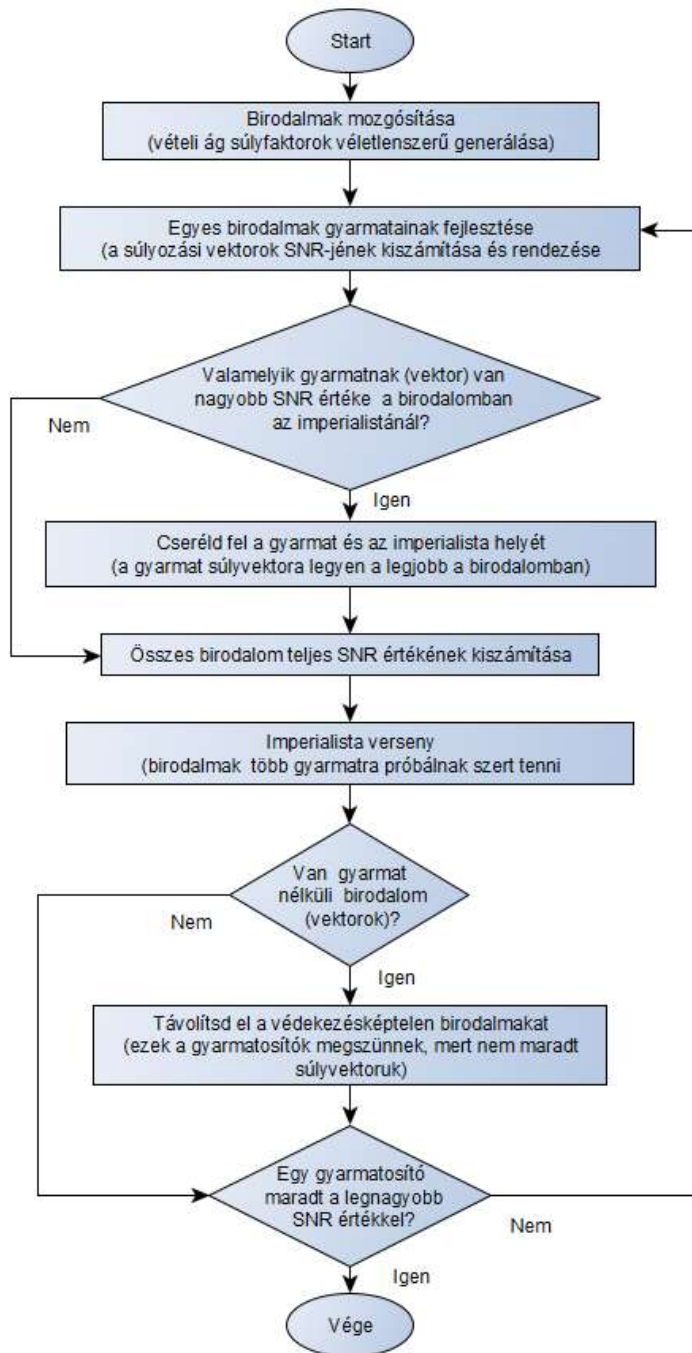 Start
Birodalmak mozgósítása
(vételi ág súlyfaktorok véletlenszerű generálása)
Egyes birodalmak gyarmatainak fejlesztése
(a súlyozási vektorok SNR-jének kiszámítása és rendezése
Valamelyik gyarmatnak (vektor) van
nagyobb SNR értéke a birodalomban
az imperialistánál?
Nem
Igen
Cseréld fel a gyarmat és az imperialista helyét
(a gyarmat súlyvektora legyen a legjobb a birodalomban)
Összes birodalom teljes SNR értékének kiszámítása
Imperialista verseny
(birodalmak több gyarmatra próbálnak szert tenni
Van gyarmat
nélküli birodalom
(vektorok)?
Nem
Igen
Távolítsd el a védekezésképtelen birodalmakat
(ezek a gyarmatosítók megszünnek, mert nem maradt
súlyvektoruk)
Egy gyarmatosító
maradt a legnagyobb
SNR értékkel?
Nem
Igen
Vége